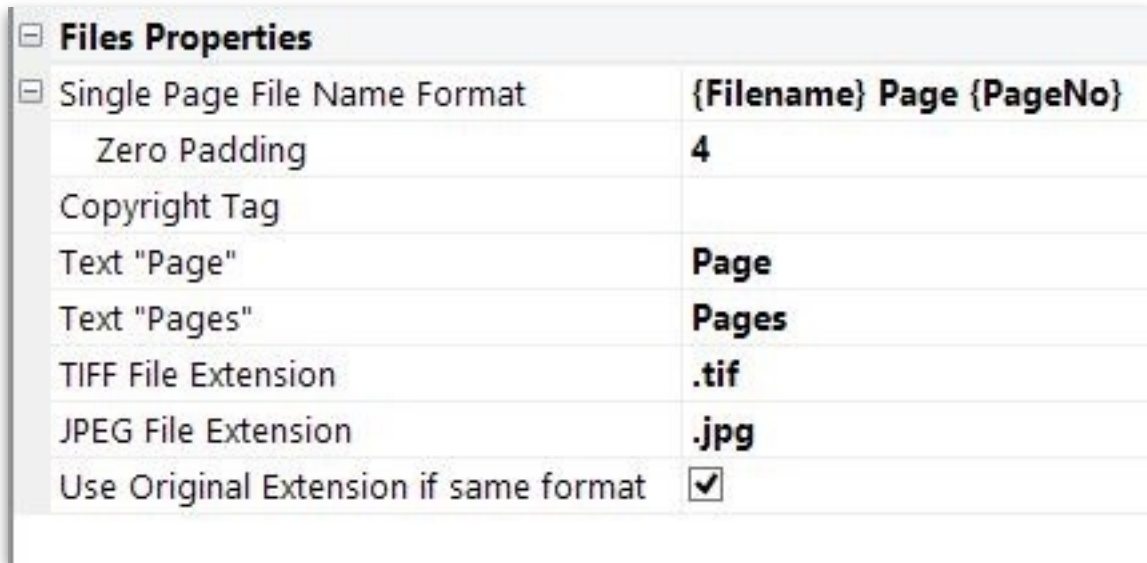 Files Properties
Single Page File Name Format {Filename} Page {PageNo}
Zero Padding 4
Copyright Tag
Text "Page" Page
Text "Pages" Pages
TIFF File Extension .tif
JPEG File Extension .jpg
Use Original Extension if same format